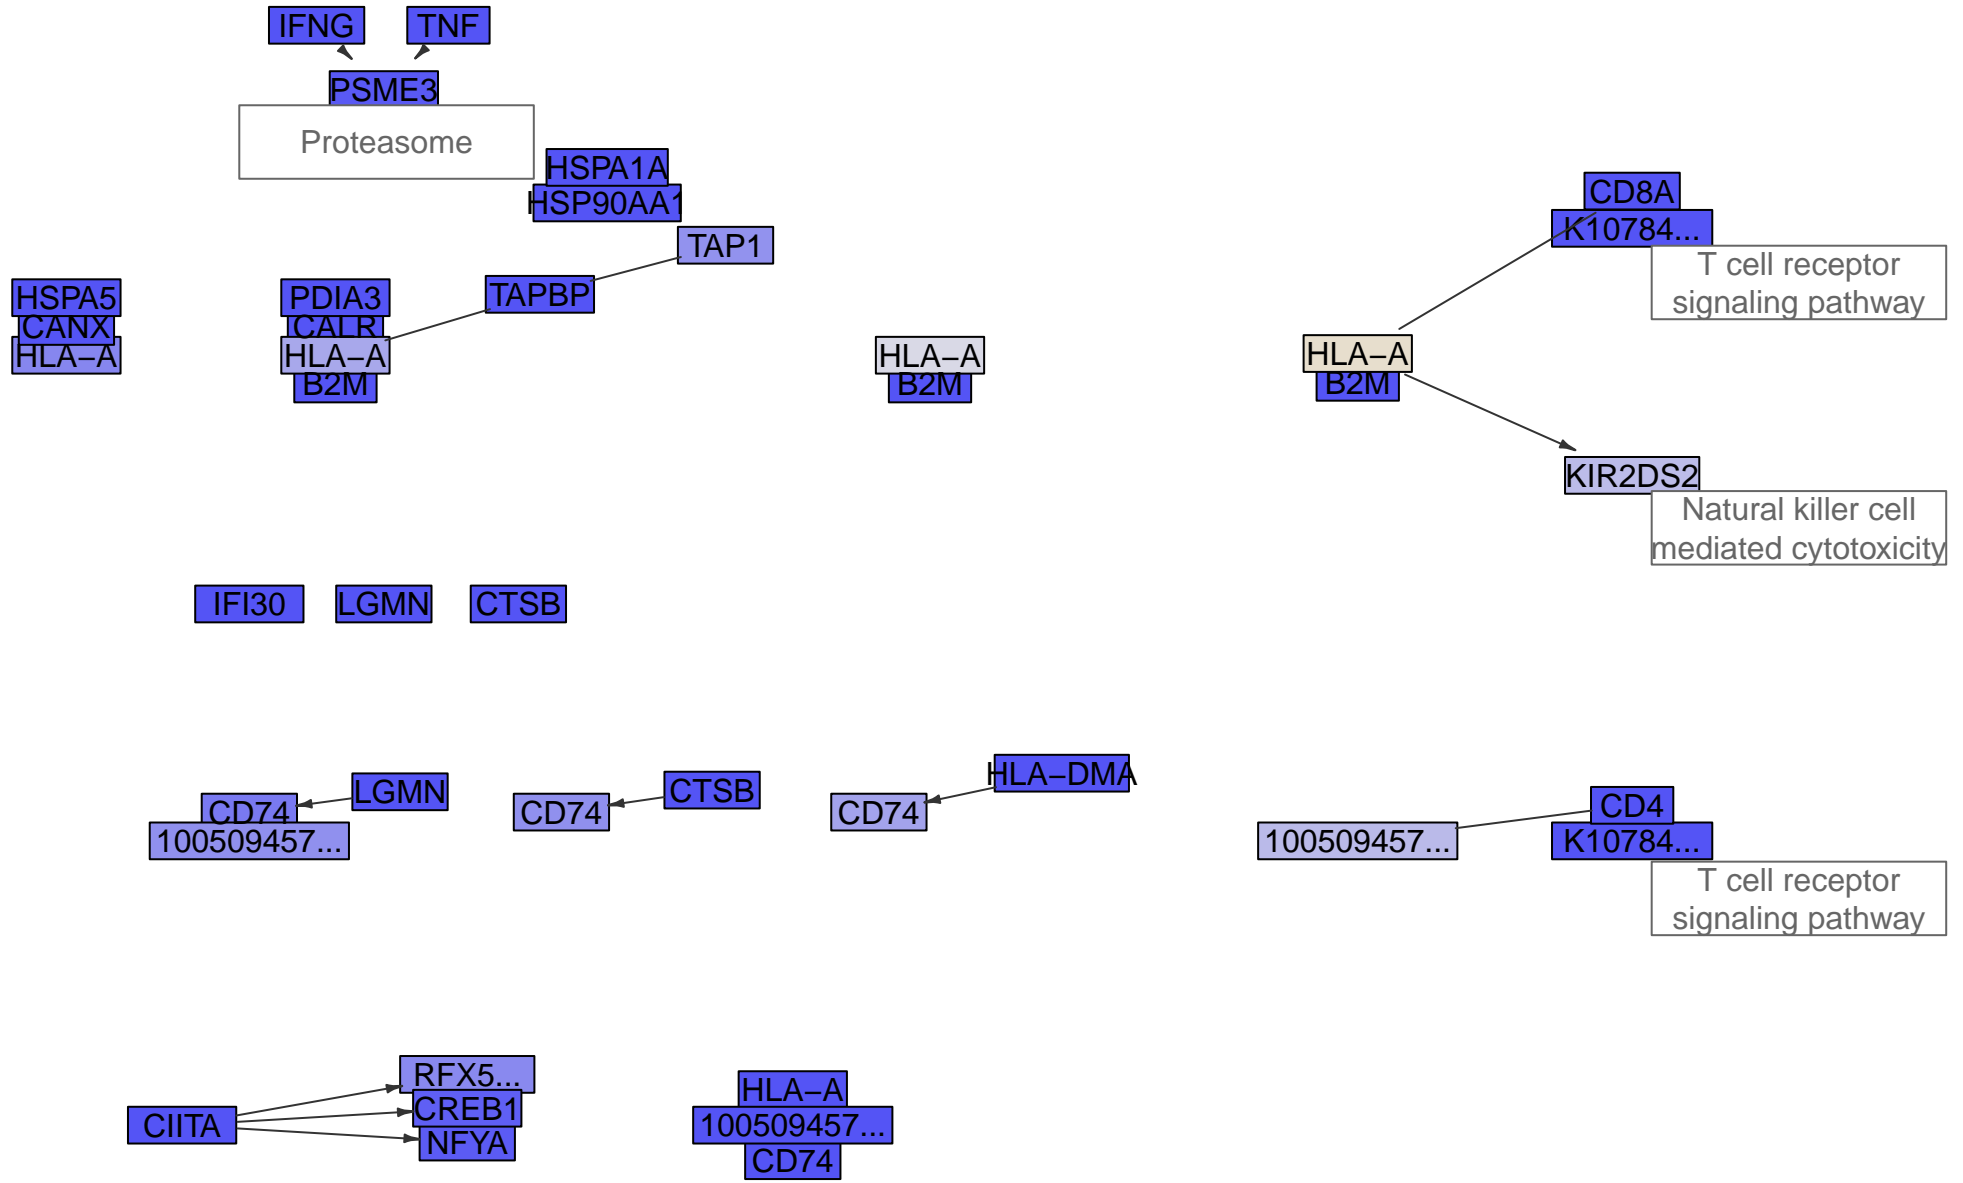 IFNG
TNF
PSME3
Proteasome
HSPA1A
HSP90AA1
CD8A
K10784...
TAP1
T cell receptor
signaling pathway
HSPA5
PDIA3
TAPBP
CANX
CALR
HLA−A
HLA−A
HLA−A
HLA−A
B2M
B2M
B2M
KIR2DS2
Natural killer cell
mediated cytotoxicity
IFI30
LGMN
CTSB
LGMN
CTSB
HLA−DMA
CD74
CD74
CD74
CD4
100509457...
100509457...
K10784...
T cell receptor
signaling pathway
RFX5...
HLA−A
CREB1
CIITA
100509457...
NFYA
CD74